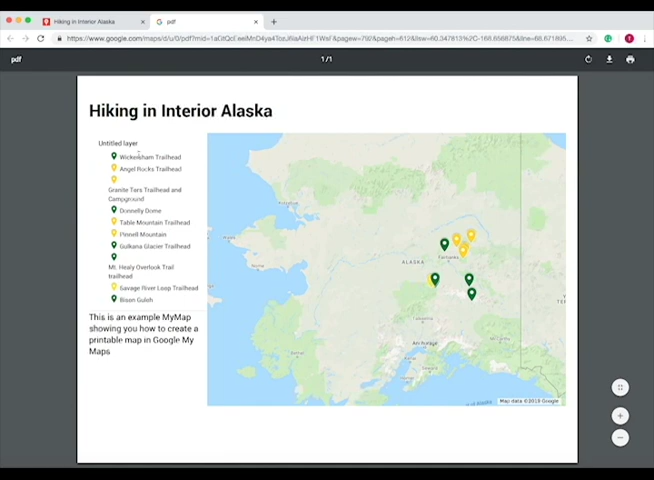 Hiking in Interior Alaska
pdf
pdf
1/1
Hiking in Interior Alaska
Untitled layer
Wickersham Trailhead
Angel Rocks Trailhead
Granite Tors Trailhead and
Campground
Donnelly Dome
Table Mountain Trailhead
Pinnell Mountain
Gulkana Glacier Trailhead
Mt. Healy Overlook Trail
trailhead
Savage River Loop Trailhead
Bison Gulch
This is an example MyMap
showing you how to create a
printable map in Google My
Maps
ALASKA
Fairbanks
Anchorage
Map data ©2019 Google